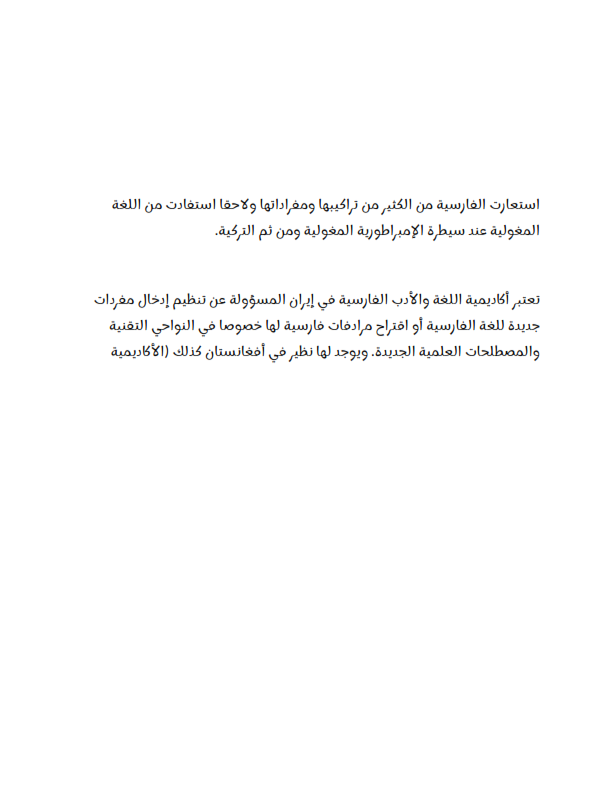 استعارت الفارسية من الكثير من تراكيبها ومفراداتها ولاحقا استفادت من اللغة
المغولية عند سيطرة الإمبراطورية المغولية ومن ثم التركية.
تعتبر أكاديمية اللغة والأدب الفارسية في إيران المسؤولة عن تنظيم إدخال مفردات
جديدة للغة الفارسية أو اقتراح مرادفات فارسية لها خصوصا في النواحي التقنية
والمصطلحات العلمية الجديدة. ويوجد لها نظير في أفغانستان كذلك (الأكاديمية